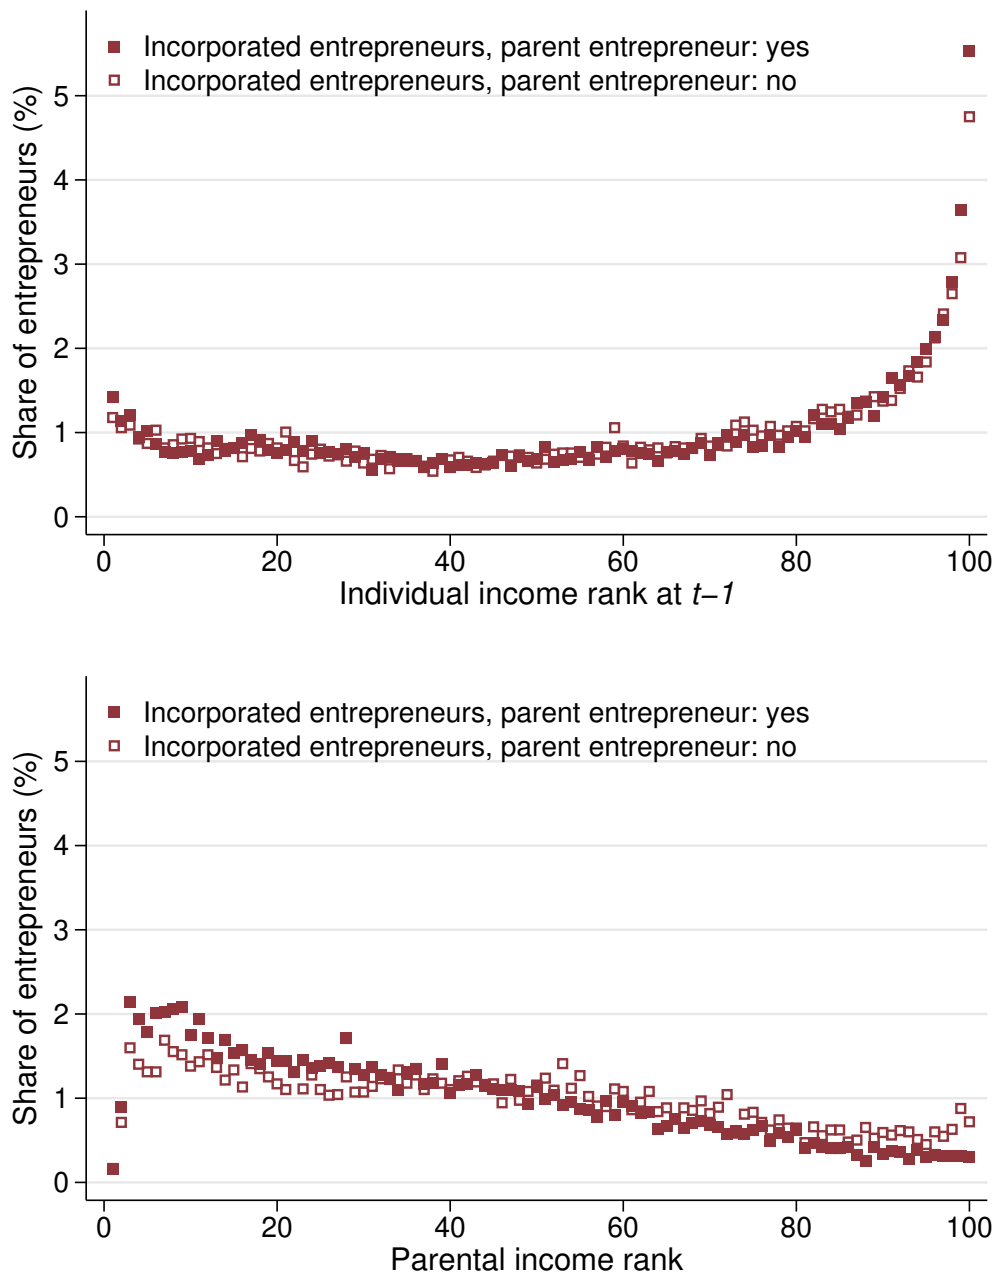 Incorporated entrepreneurs, parent entrepreneur: yes
Incorporated entrepreneurs, parent entrepreneur: no
Share of entrepreneurs (%)
5
4
3
2
1
0
0 20 40 60 80 100
Individual income rank at t−1
Incorporated entrepreneurs, parent entrepreneur: yes
Incorporated entrepreneurs, parent entrepreneur: no
Share of entrepreneurs (%)
5
4
3
2
1
0
0 20 40 60 80 100
Parental income rank